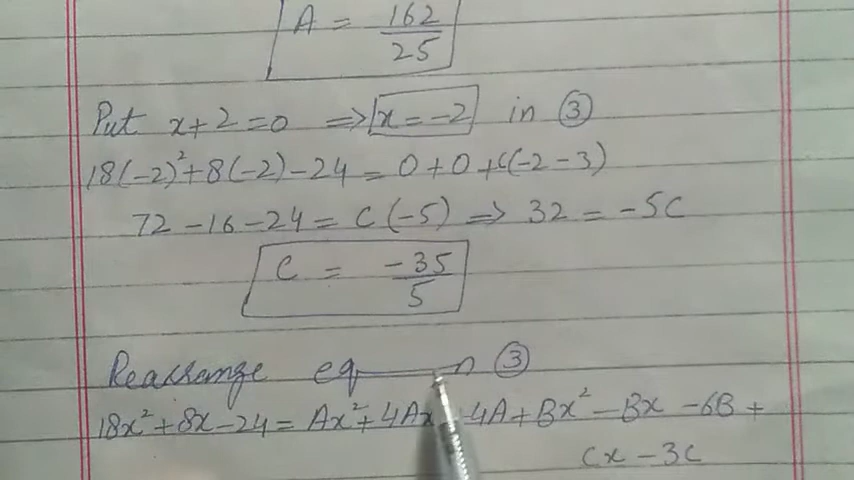 A = 162/25
Put x+2=0 ⇒ x=-2 in ③
18(-2)²+8(-2)-24=0+0+C(-2-3)
72-16-24=C(-5) ⇒ 32=-5C
C = -35/5
Rearrange eq——n ③
18x²+8x-24=Ax²+4Ax+4A+Bx²-Bx-6B+
Cx-3C